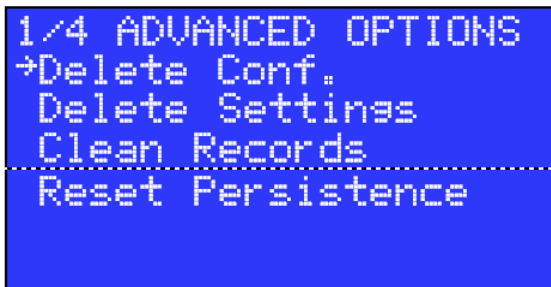 1/4 ADVANCED OPTIONS
→Delete Conf.
Delete Settings
Clean Records
Reset Persistence